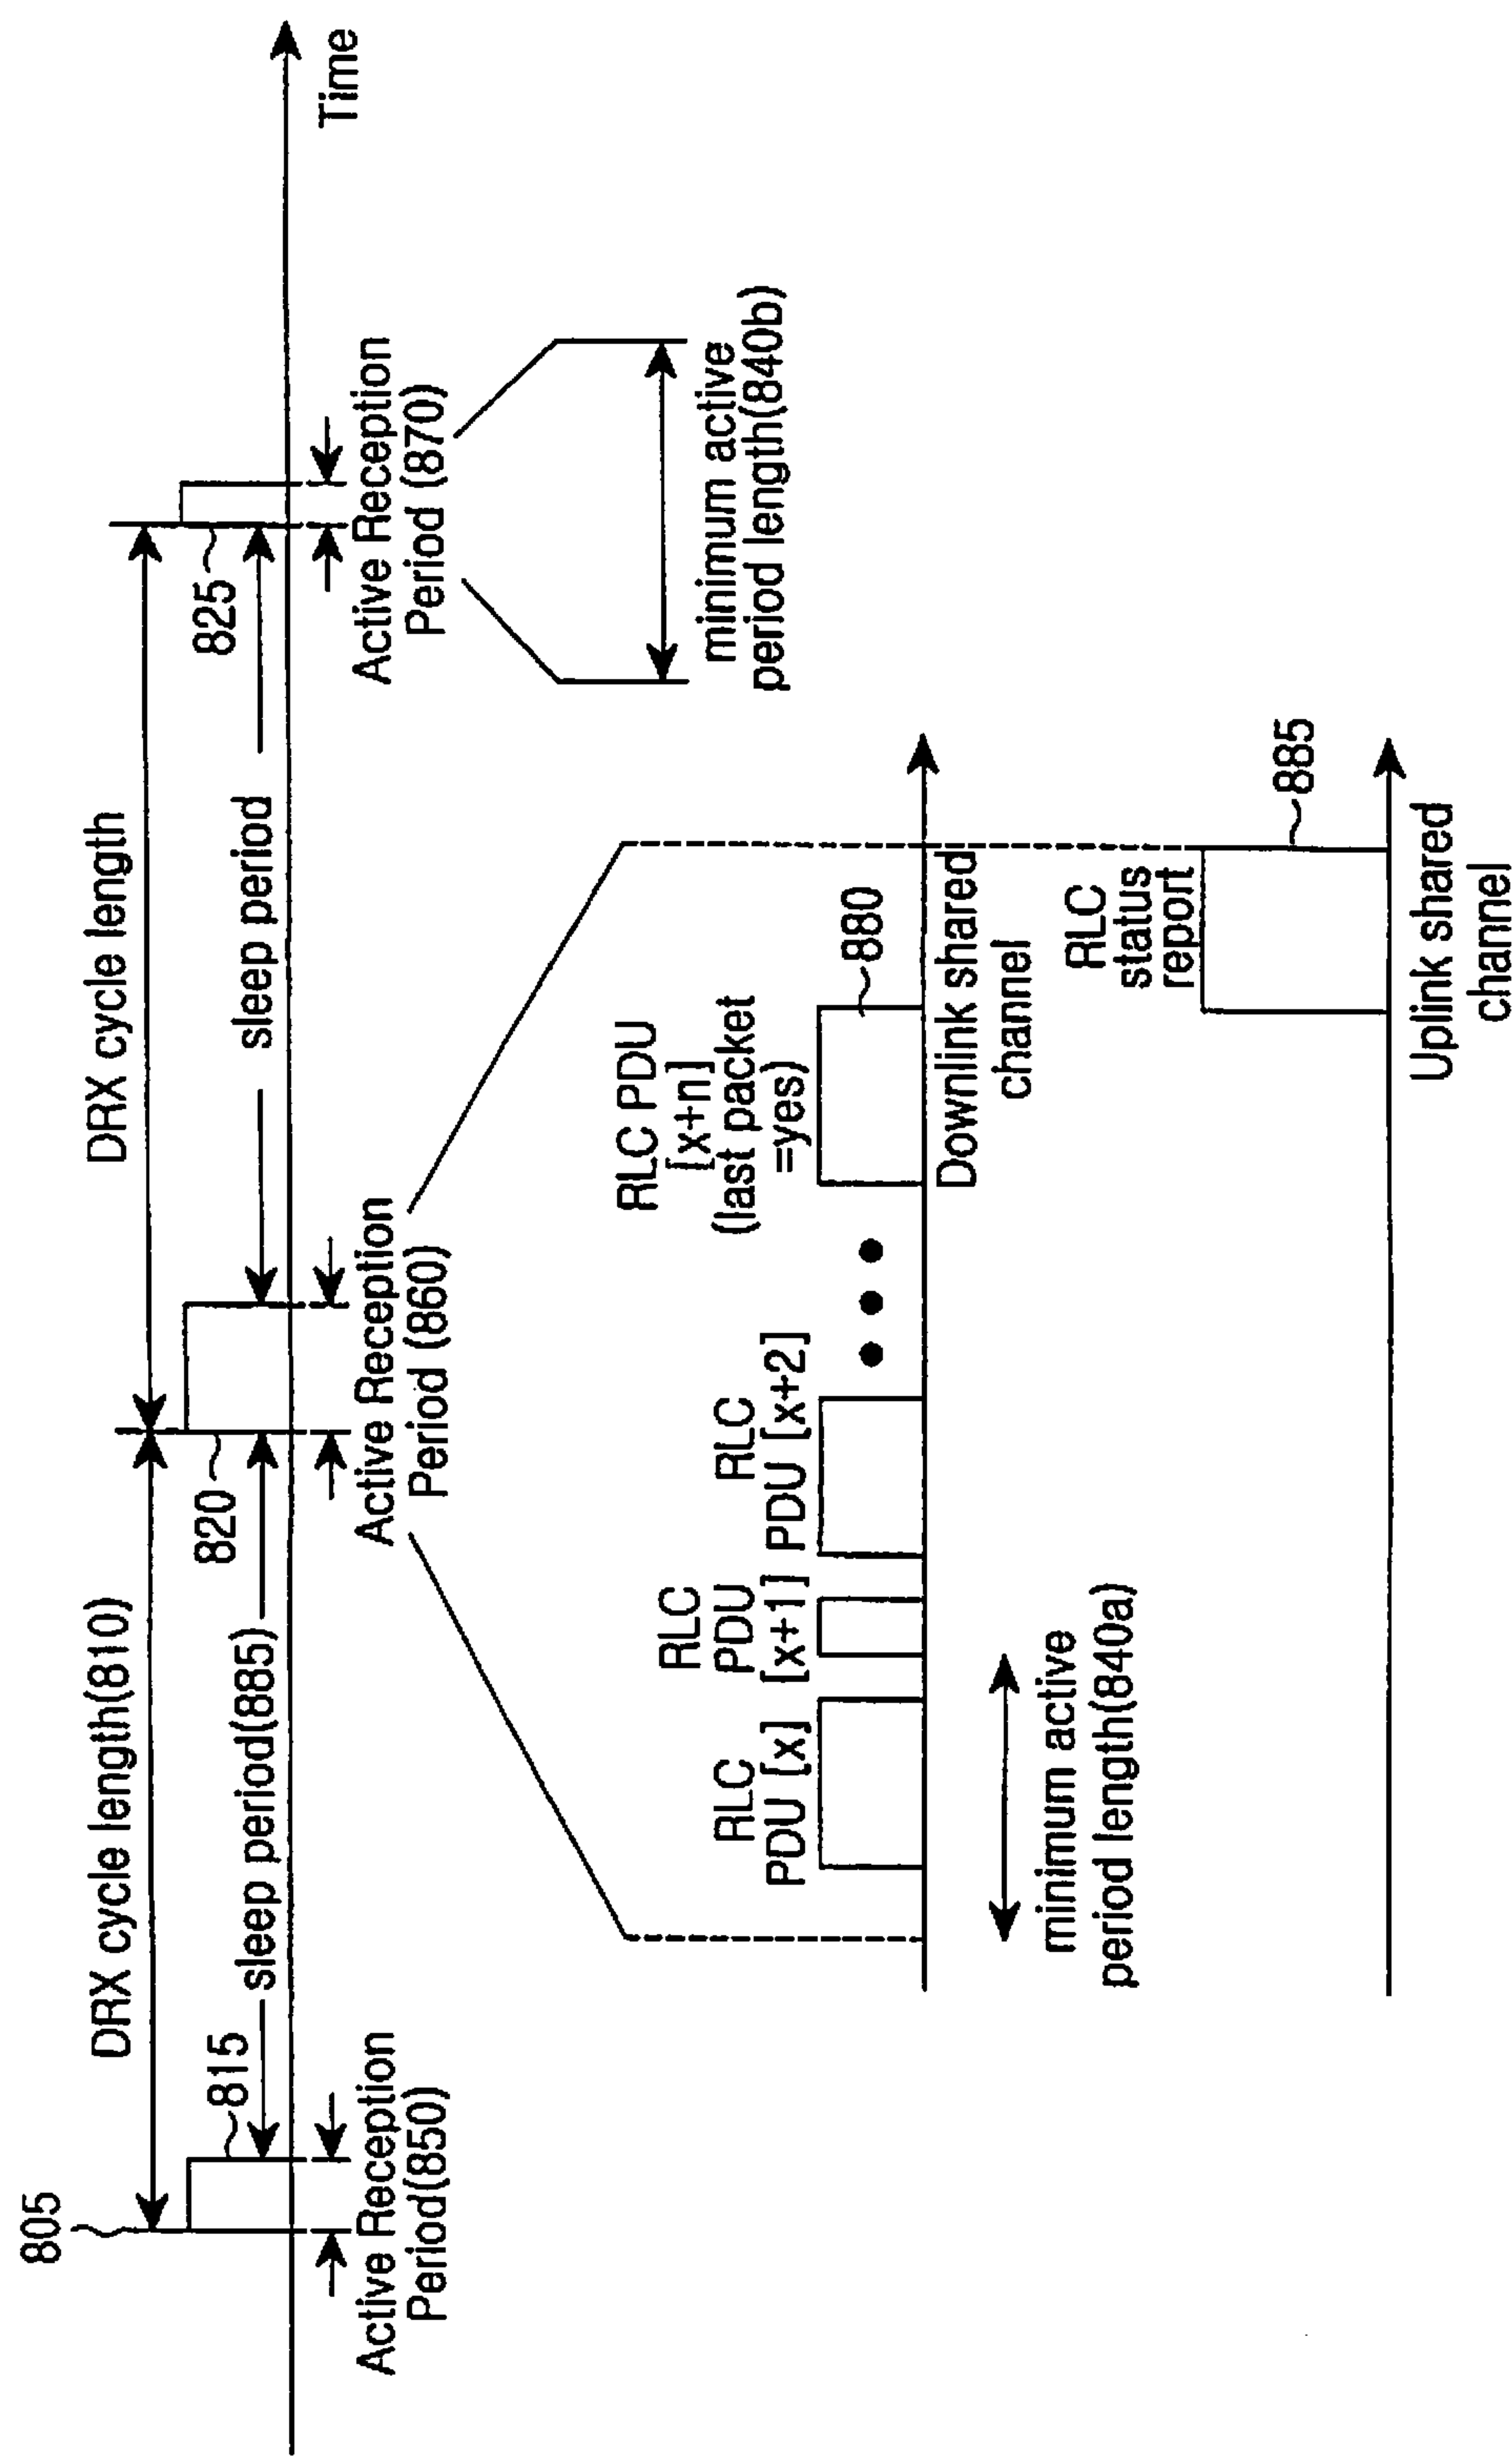 805
DRX cycle length(810)
DRX cycle length
815
sleep period(885)
820
sleep period
825
Time
Active Reception
Period(850)
Active Reception
Period (860)
Active Reception
Period (870)
minimum active
period length(840b)
RLC
PDU [x]
RLC
PDU
[x+1]
RLC
PDU [x+2]
RLC PDU
[x+n]
(last packet
=yes)
880
Downlink shared
channel
minimum active
period length(840a)
RLC
status
report
885
Uplink shared
channel